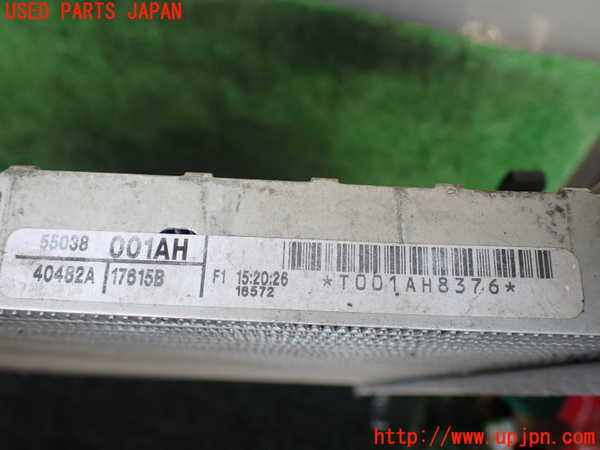 USED PARTS JAPAN
55038 001AH
40482A 17615B
F1 15:20:26
16572
*T001AH8376*
http://www.upjpn.com/